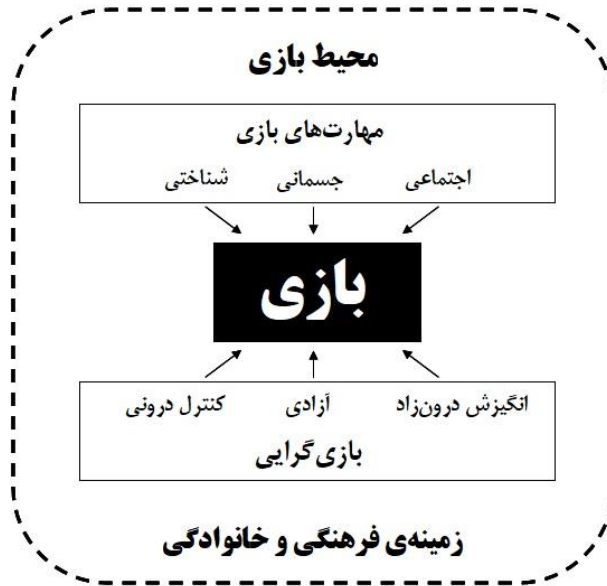 محیط بازی
مهارت‌های بازی
اجتماعی جسمانی شناختی
بازی
انگیزش درون‌زاد آزادی کنترل درونی
بازی‌گرایی
زمینه‌ی فرهنگی و خانوادگی